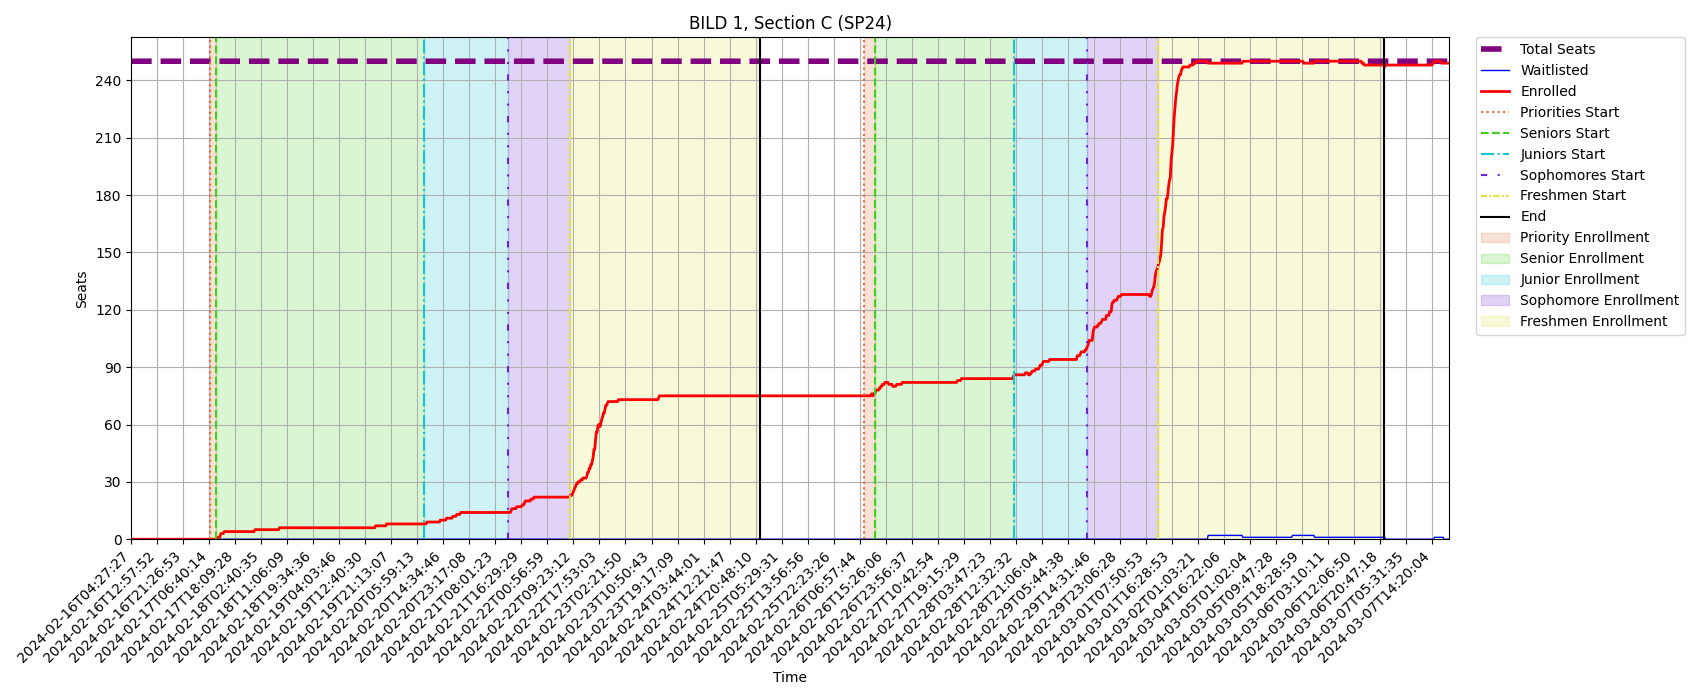 BILD 1, Section C (SP24)
Seats
240
210
180
150
120
90
60
30
0
2024-02-16T04:27:27
2024-02-16T12:57:52
2024-02-16T21:26:53
2024-02-17T06:40:14
2024-02-17T18:09:28
2024-02-18T02:40:35
2024-02-18T11:06:09
2024-02-18T19:34:36
2024-02-19T04:03:46
2024-02-19T12:40:30
2024-02-19T21:13:07
2024-02-20T05:59:13
2024-02-20T14:34:46
2024-02-20T23:17:08
2024-02-21T08:01:23
2024-02-21T16:29:29
2024-02-22T00:56:59
2024-02-22T09:23:12
2024-02-22T17:53:03
2024-02-23T02:21:50
2024-02-23T10:50:43
2024-02-23T19:17:09
2024-02-24T03:44:01
2024-02-24T12:21:47
2024-02-24T20:48:10
2024-02-25T05:29:31
2024-02-25T13:56:56
2024-02-25T22:23:26
2024-02-26T06:57:44
2024-02-26T15:26:06
2024-02-26T23:56:37
2024-02-27T10:42:54
2024-02-27T19:15:29
2024-02-28T03:47:23
2024-02-28T12:32:32
2024-02-28T21:06:04
2024-02-29T05:44:38
2024-02-29T14:31:46
2024-02-29T23:06:28
2024-03-01T07:50:53
2024-03-01T16:28:53
2024-03-02T01:03:21
2024-03-04T16:22:06
2024-03-05T01:02:04
2024-03-05T09:47:28
2024-03-05T18:28:59
2024-03-06T03:10:11
2024-03-06T12:06:50
2024-03-06T20:47:18
2024-03-07T05:31:35
2024-03-07T14:20:04
Time
Total Seats
Waitlisted
Enrolled
Priorities Start
Seniors Start
Juniors Start
Sophomores Start
Freshmen Start
End
Priority Enrollment
Senior Enrollment
Junior Enrollment
Sophomore Enrollment
Freshmen Enrollment